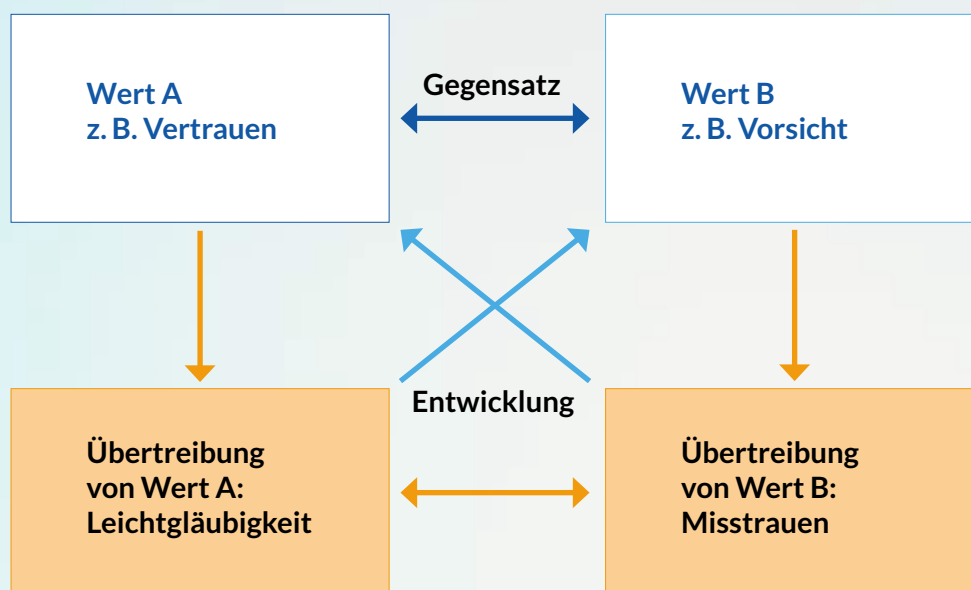 Wert A
z. B. Vertrauen
Gegensatz
Wert B
z. B. Vorsicht
Entwicklung
Übertreibung
von Wert A:
Leichtgläubigkeit
Übertreibung
von Wert B:
Misstrauen